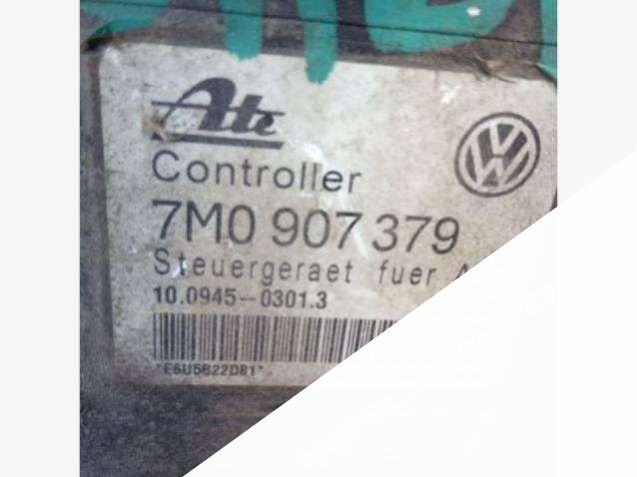 Ate
Controller
7M0 907 379
Steuergeraet fuer
10.0945-0301.3